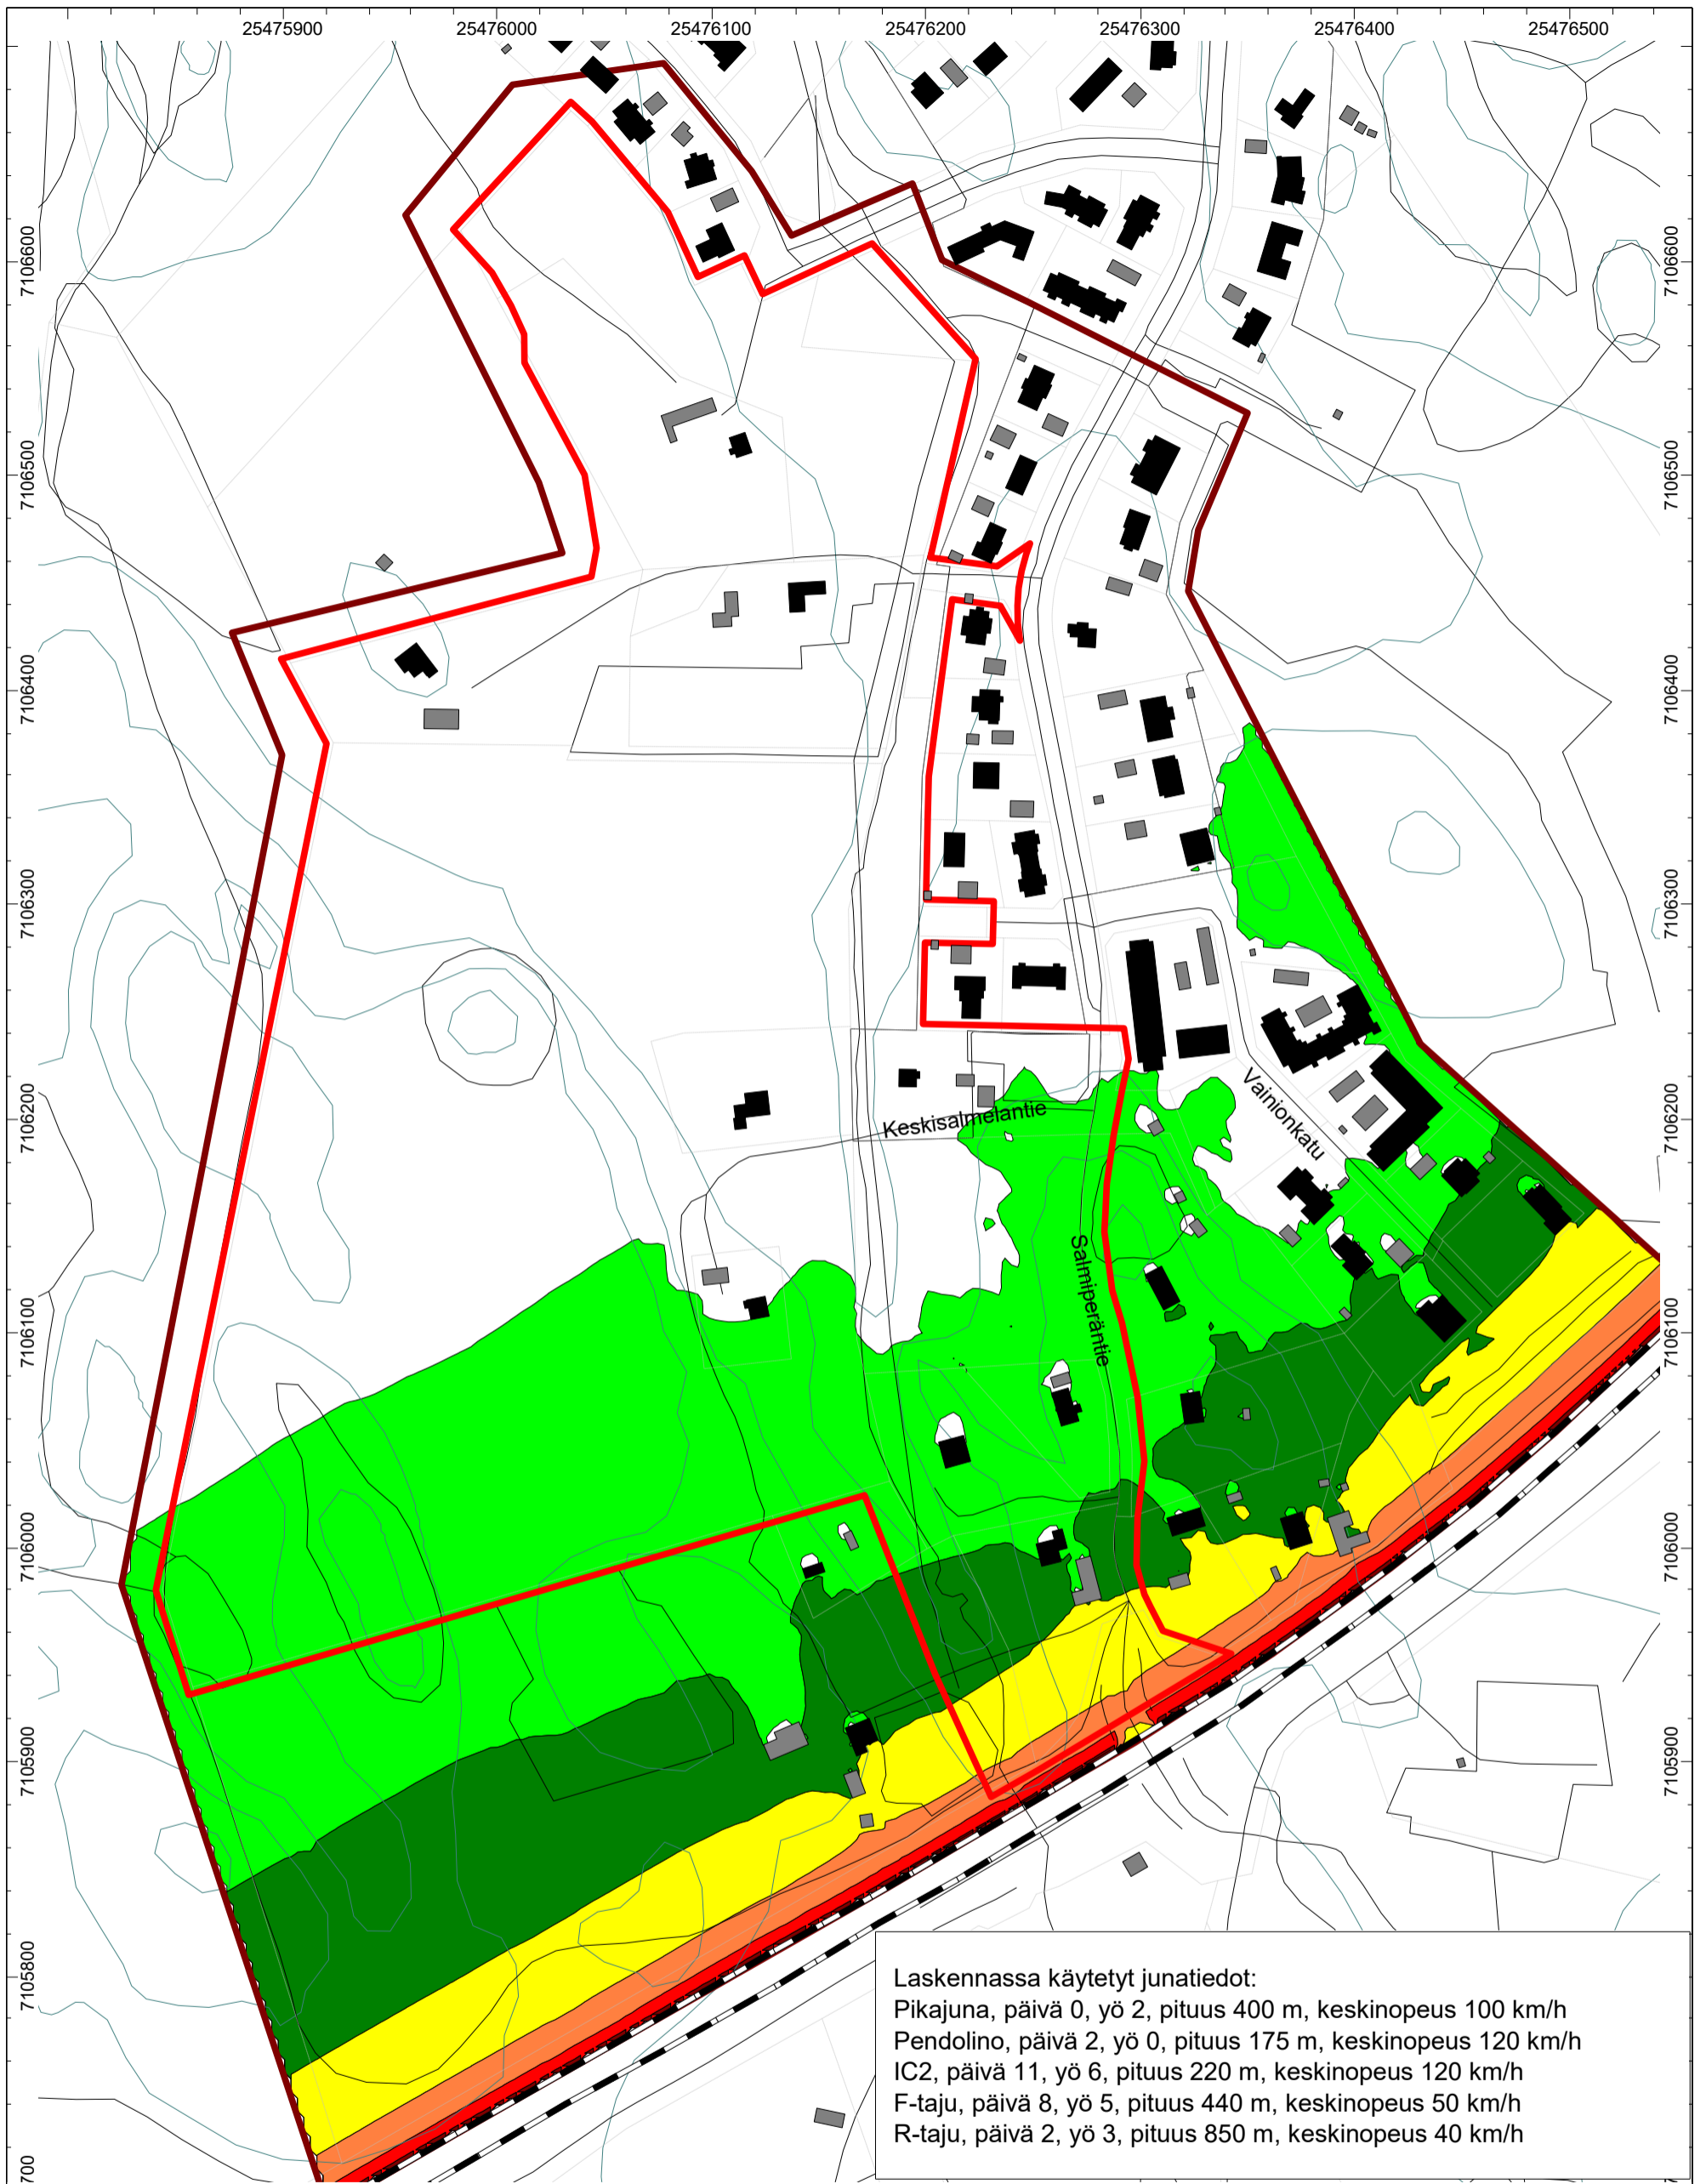 25475900 25476000 25476100 25476200 25476300 25476400 25476500
7106600 7106600
7106500 7106500
7106400 7106400
7106300 7106300
7106200 7106200
Keskisalmelantie
Vainionkatu
Salmiperäntie
7106100 7106100
7106000 7106000
7105900 7105900
7105800
700
Laskennassa käytetyt junatiedot:
Pikajuna, päivä 0, yö 2, pituus 400 m, keskinopeus 100 km/h
Pendolino, päivä 2, yö 0, pituus 175 m, keskinopeus 120 km/h
IC2, päivä 11, yö 6, pituus 220 m, keskinopeus 120 km/h
F-taju, päivä 8, yö 5, pituus 440 m, keskinopeus 50 km/h
R-taju, päivä 2, yö 3, pituus 850 m, keskinopeus 40 km/h